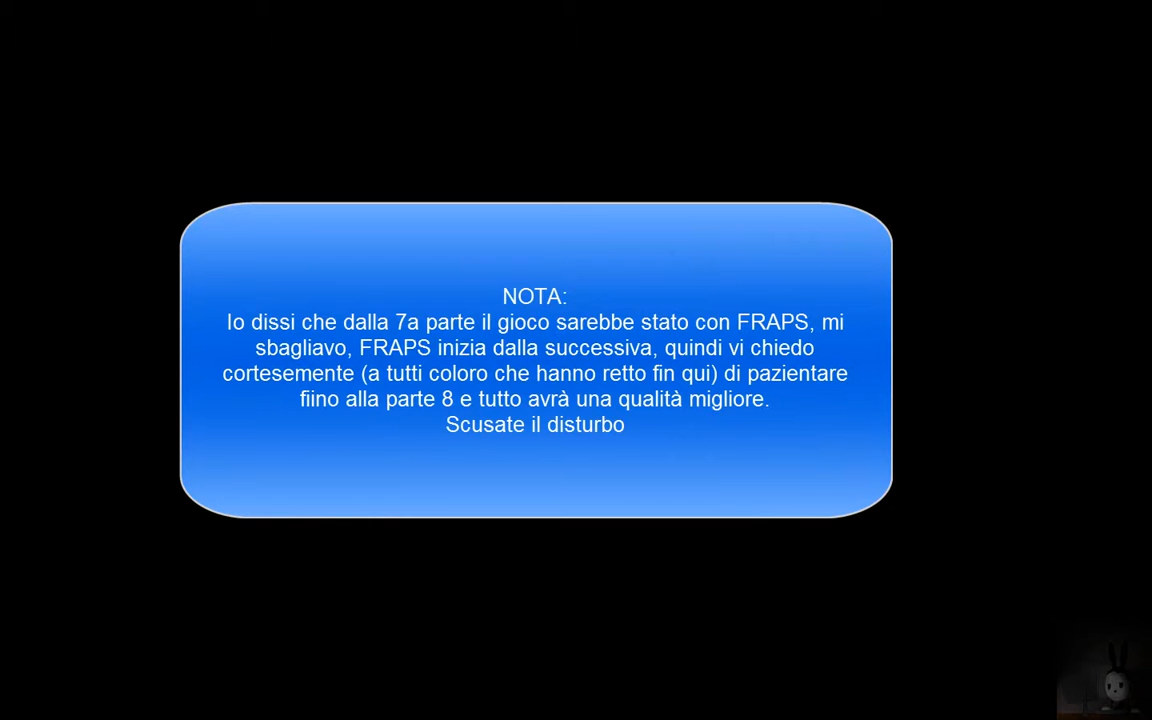 NOTA:
Io dissi che dalla 7a parte il gioco sarebbe stato con FRAPS, mi
sbagliavo, FRAPS inizia dalla successiva, quindi vi chiedo
cortesemente (a tutti coloro che hanno retto fin qui) di pazientare
fiino alla parte 8 e tutto avrà una qualità migliore.
Scusate il disturbo